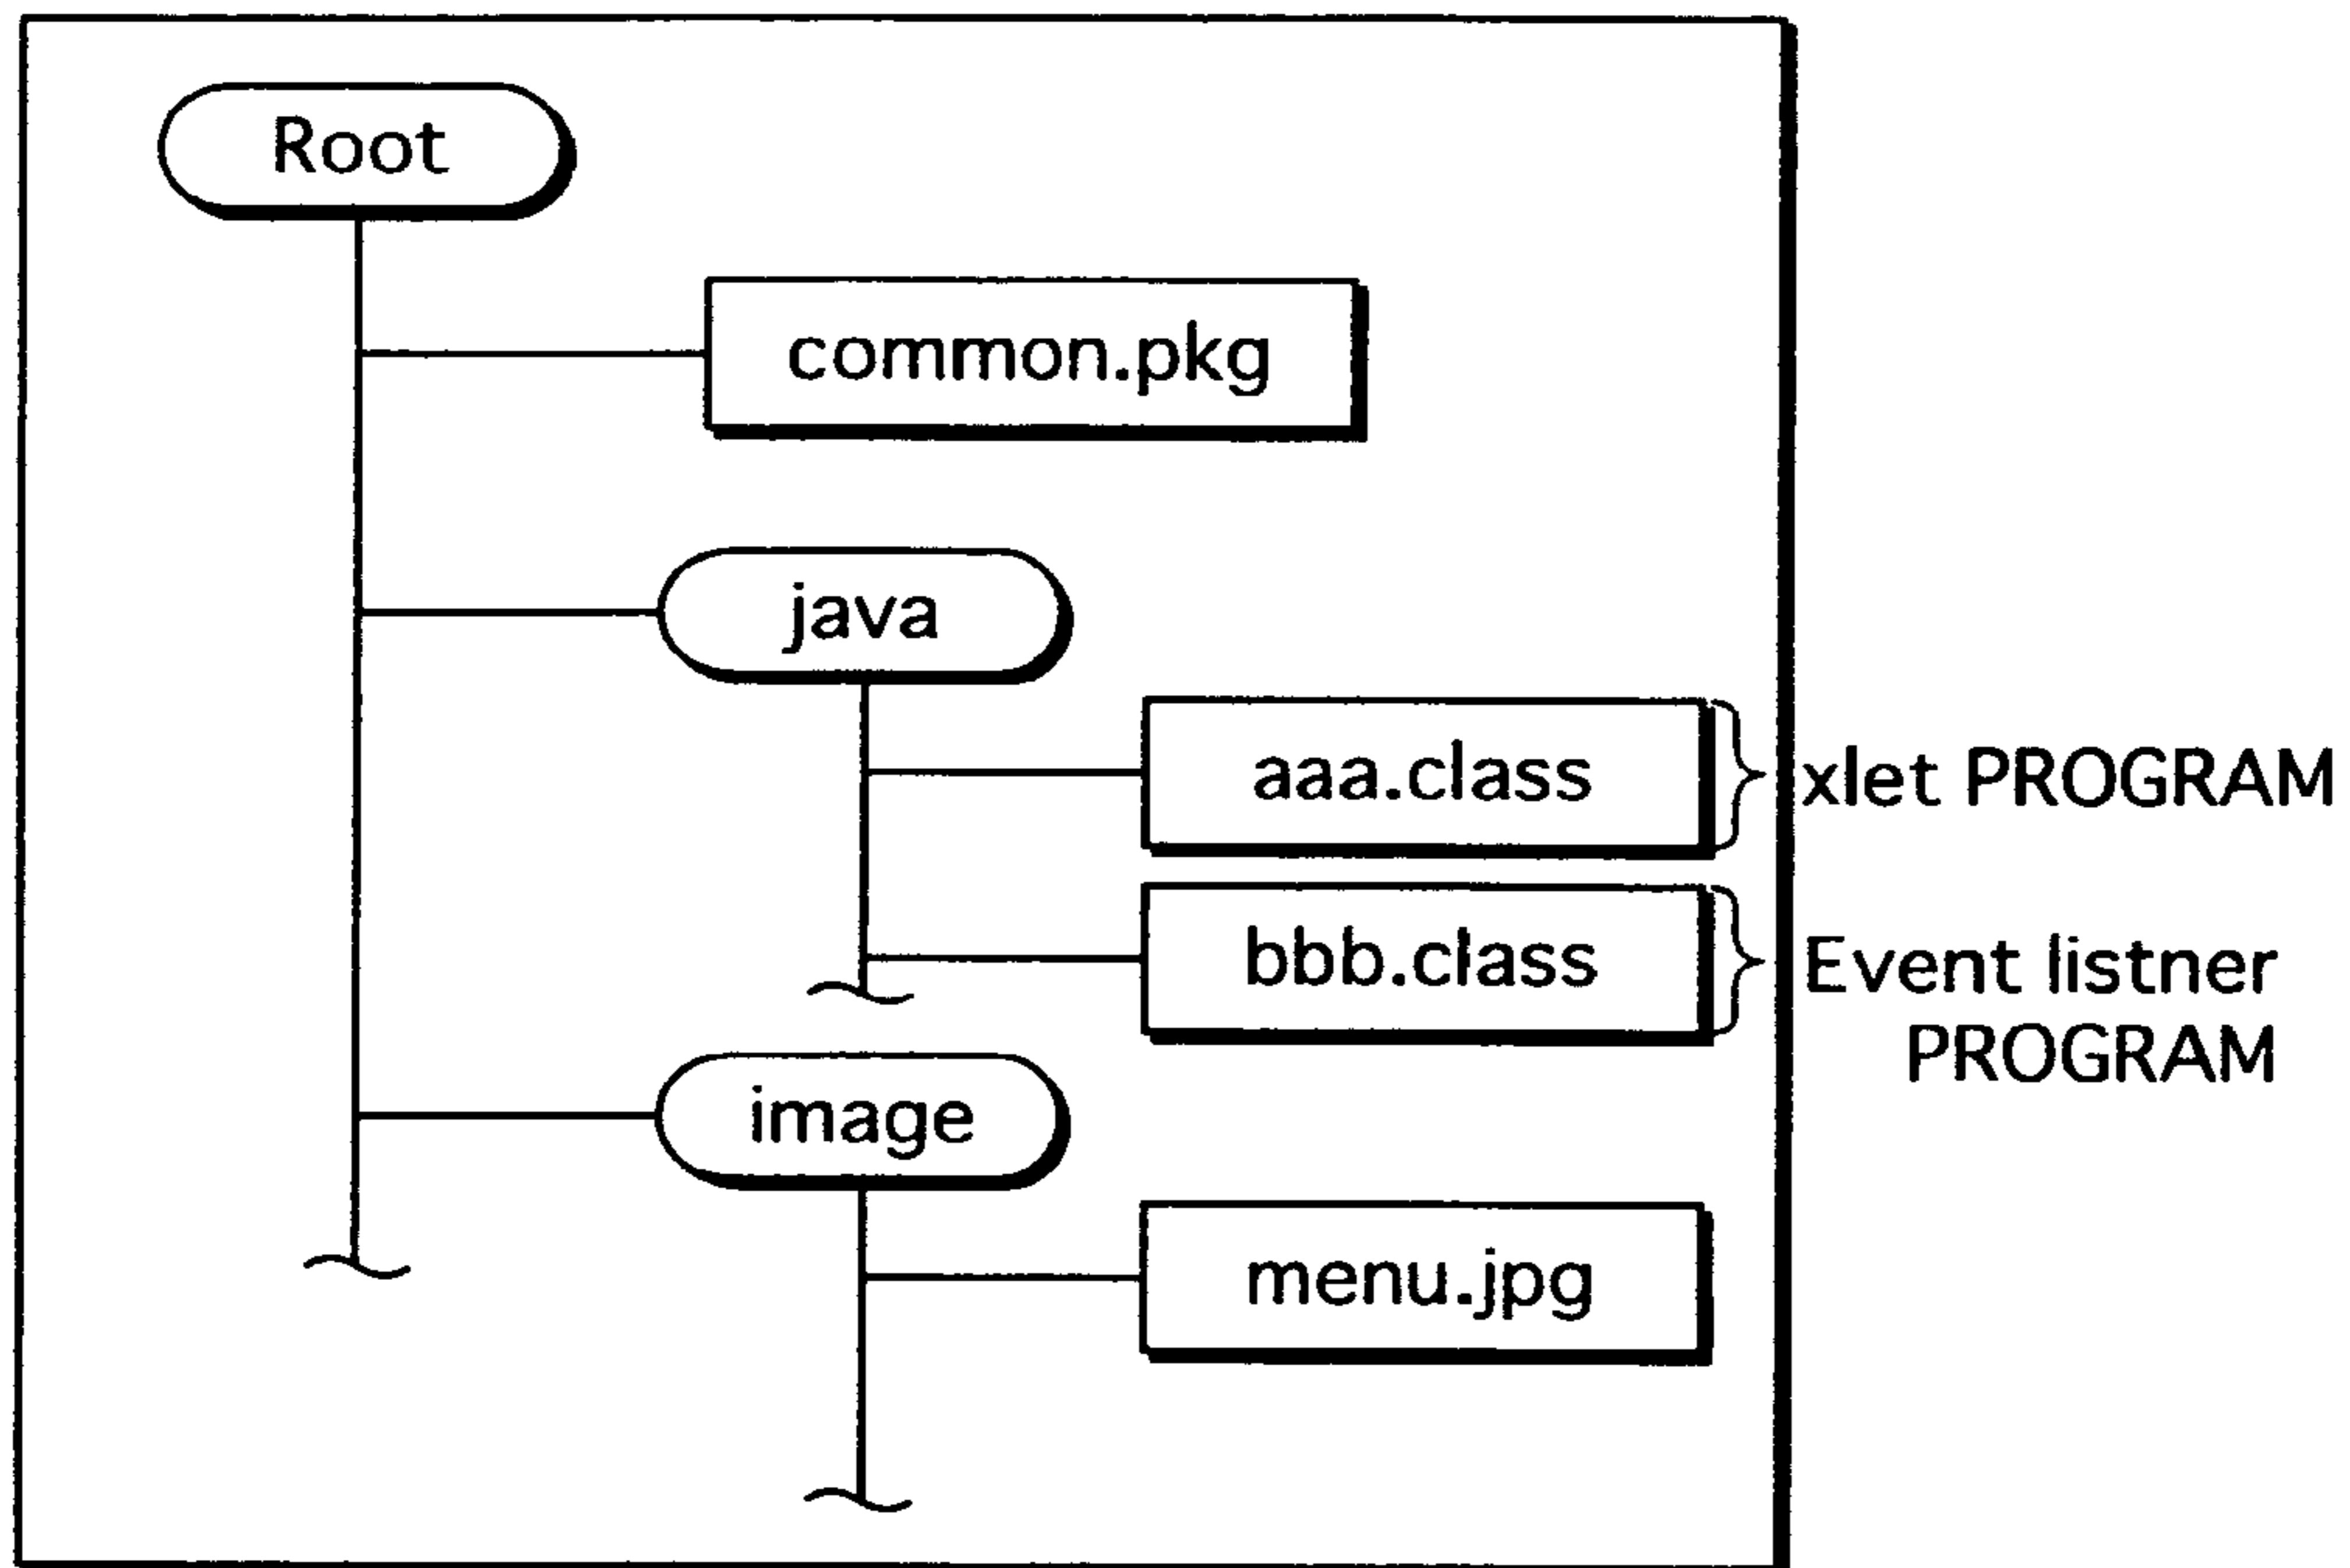 Root
common.pkg
java
aaa.class
xlet PROGRAM
bbb.class
Event listner
PROGRAM
image
menu.jpg